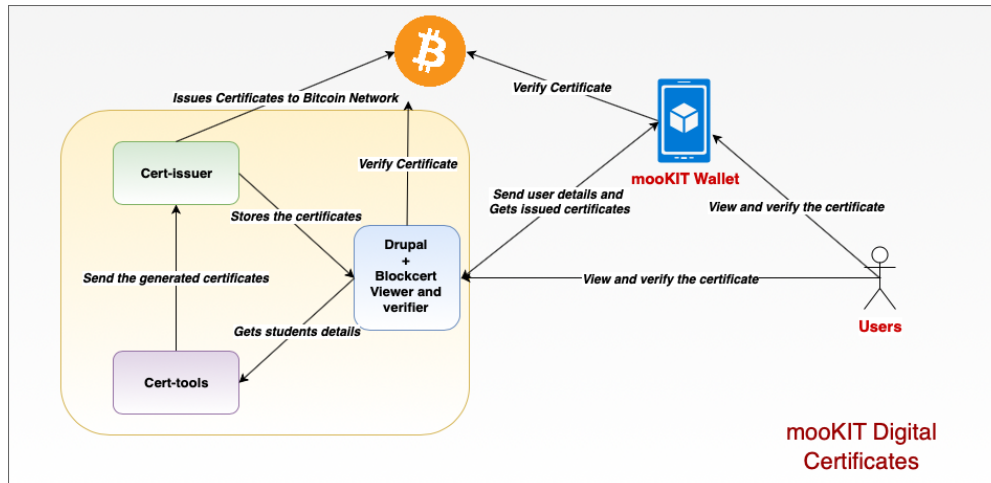 Issues Certificates to Bitcoin Network
Verify Certificate
Cert-issuer
Verify Certificate
mooKIT Wallet
Stores the certificates
Send user details and
Gets issued certificates
View and verify the certificate
Drupal
+
Blockcert
Viewer and
verifier
Send the generated certificates
View and verify the certificate
Users
Gets students details
Cert-tools
mooKIT Digital
Certificates